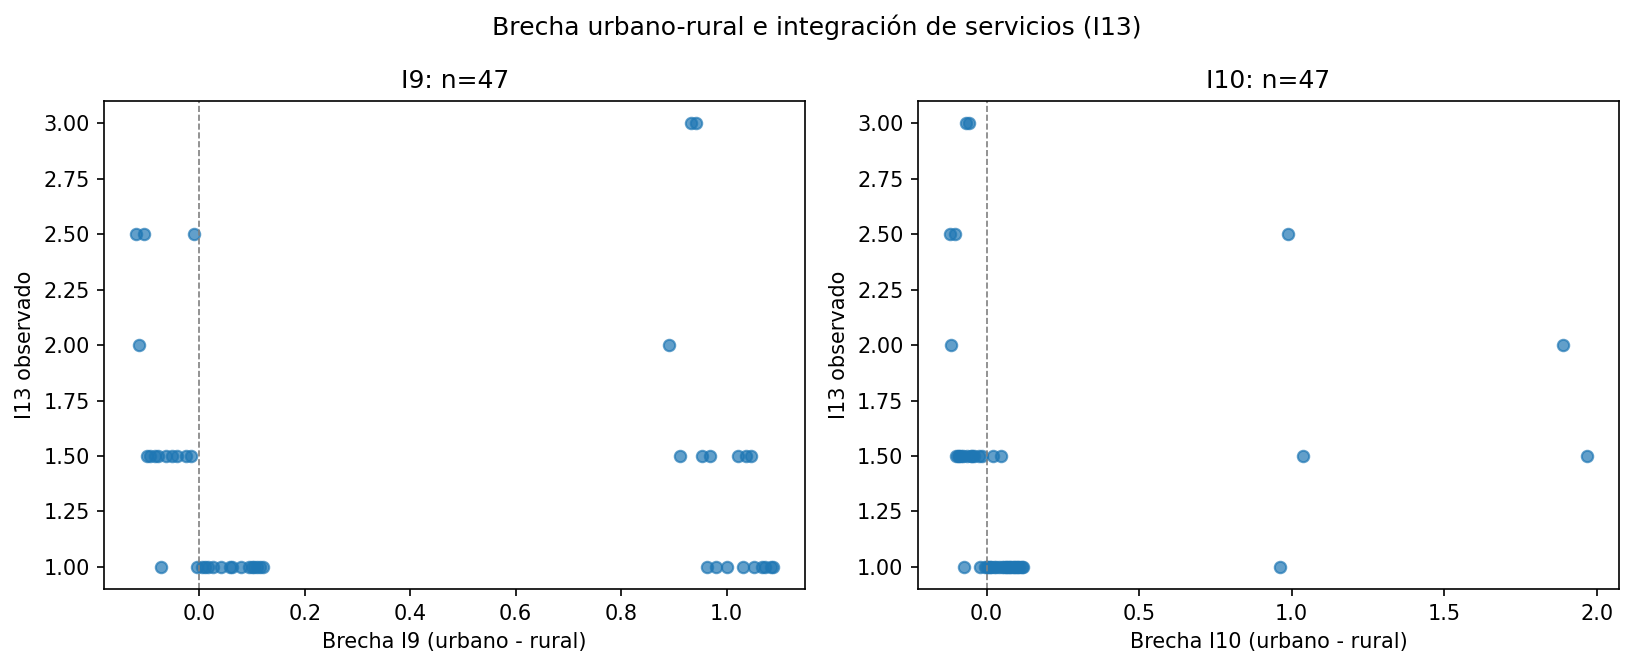 Brecha urbano-rural e integración de servicios (I13)
I9: n=47
3.00
2.75
2.50
2.25
2.00
1.75
1.50
1.25
1.00
I13 observado
0.0 0.2 0.4 0.6 0.8 1.0
Brecha I9 (urbano - rural)
I10: n=47
3.00
2.75
2.50
2.25
2.00
1.75
1.50
1.25
1.00
I13 observado
0.0 0.5 1.0 1.5 2.0
Brecha I10 (urbano - rural)